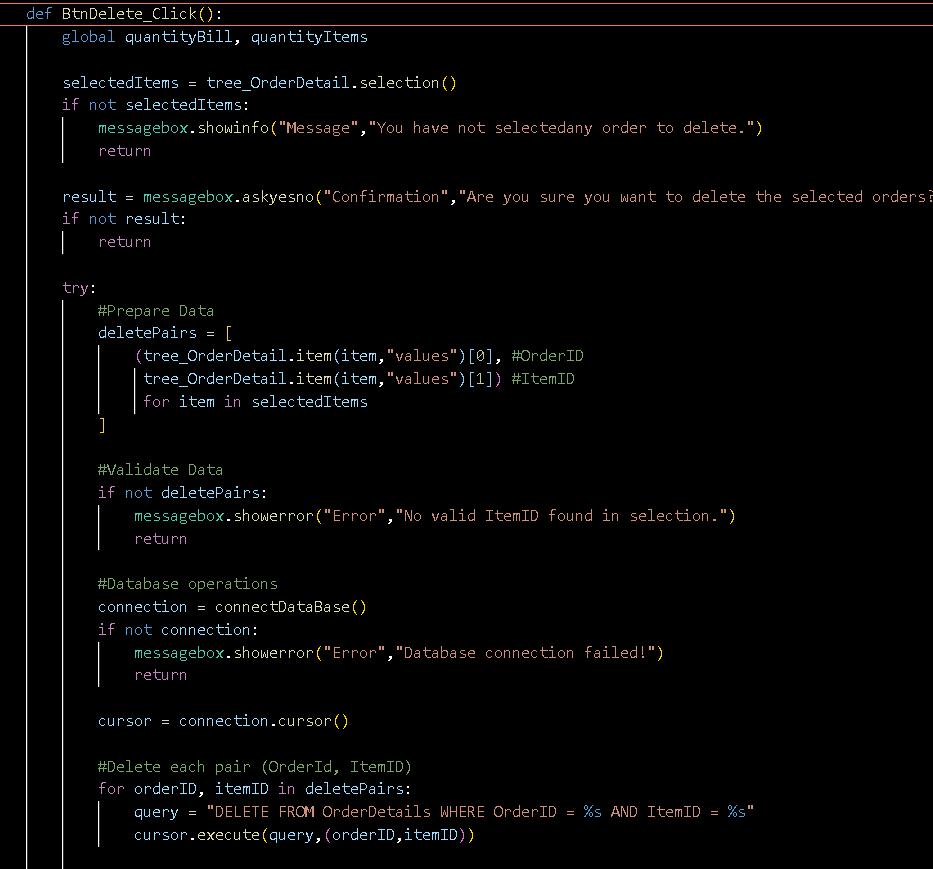 def BtnDelete_Click():
global quantityBill, quantityItems
selectedItems = tree_OrderDetail.selection()
if not selectedItems:
messagebox.showinfo("Message","You have not selectedany order to delete.")
return
result = messagebox.askyesno("Confirmation","Are you sure you want to delete the selected orders?
if not result:
return
try:
#Prepare Data
deletePairs = [
(tree_OrderDetail.item(item,"values")[0], #OrderID
tree_OrderDetail.item(item,"values")[1]) #ItemID
for item in selectedItems
]
#Validate Data
if not deletePairs:
messagebox.showerror("Error","No valid ItemID found in selection.")
return
#Database operations
connection = connectDataBase()
if not connection:
messagebox.showerror("Error","Database connection failed!")
return
cursor = connection.cursor()
#Delete each pair (OrderId, ItemID)
for orderID, itemID in deletePairs:
query = "DELETE FROM OrderDetails WHERE OrderID = %s AND ItemID = %s"
cursor.execute(query,(orderID,itemID))